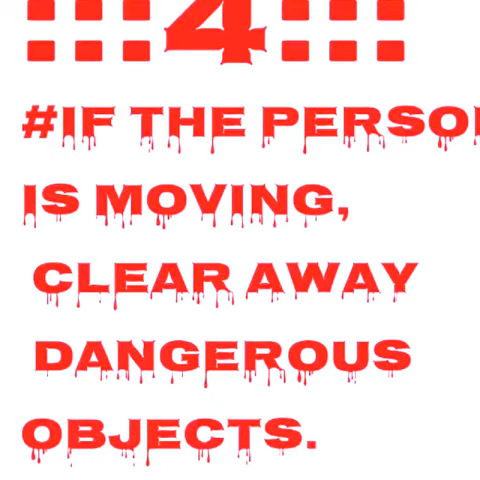 4
#IF THE PERSO
IS MOVING,
CLEAR AWAY
DANGEROUS
OBJECTS.